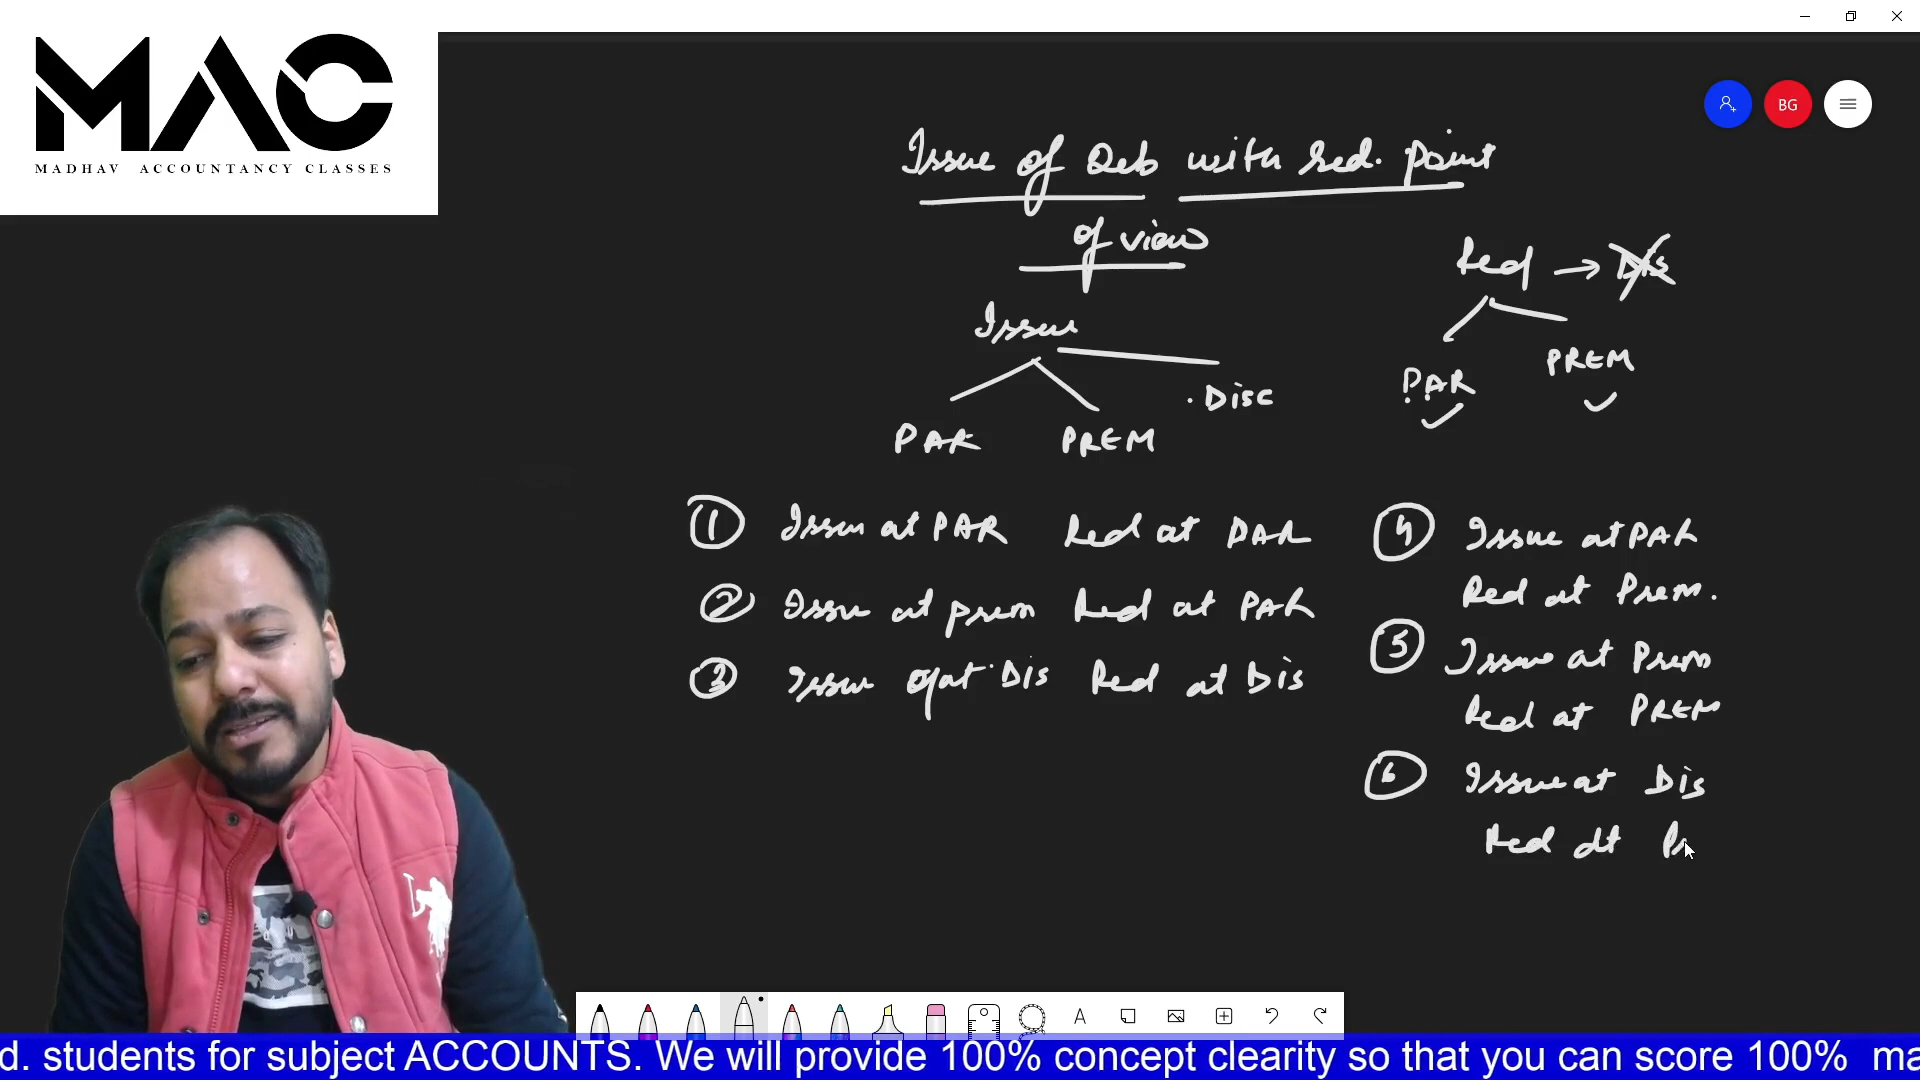 MAC
MADHAV ACCOUNTANCY CLASSES
BG
Issue of Deb with red. point
of view
Issue
PAR PREM . Disc
Red → Dis
PAR PREM
① Issue at PAR Red at PAR
② Issue at prem Red at PAR
③ Issue at Dis Red at Dis
④ Issue at PAR
Red at Prem.
⑤ Issue at Prem
Red at PREM
⑥ Issue at Dis
Red at Pr
A
d. students for subject ACCOUNTS. We will provide 100% concept clearity so that you can score 100% ma